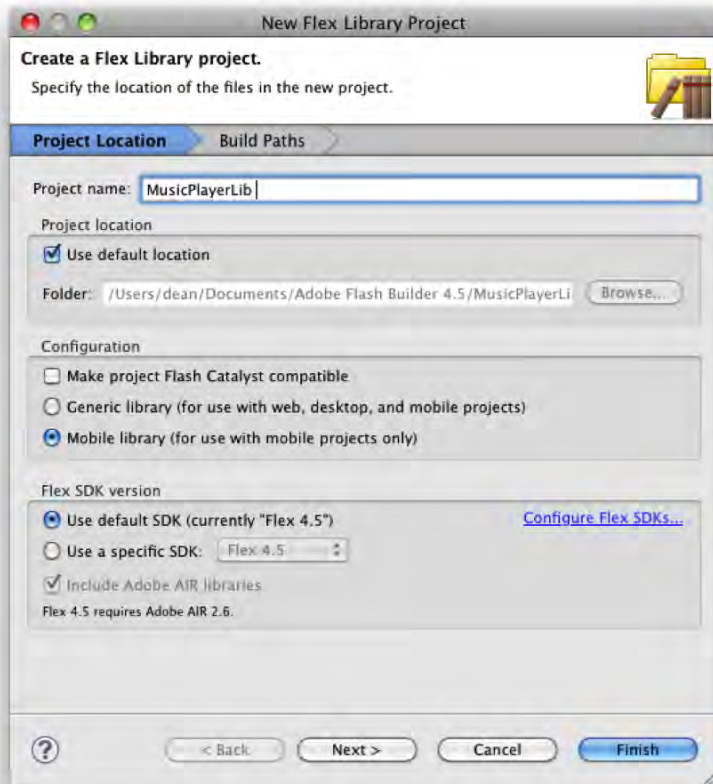 New Flex Library Project
Create a Flex Library project.
Specify the location of the files in the new project.
Project Location Build Paths
Project name: MusicPlayerLib
Project location
Use default location
Folder: /Users/dean/Documents/Adobe Flash Builder 4.5/MusicPlayerLi Browse...
Configuration
Make project Flash Catalyst compatible
Generic library (for use with web, desktop, and mobile projects)
Mobile library (for use with mobile projects only)
Flex SDK version
Use default SDK (currently "Flex 4.5") Configure Flex SDKs...
Use a specific SDK: Flex 4.5
Include Adobe AIR libraries
Flex 4.5 requires Adobe AIR 2.6.
? < Back Next > Cancel Finish